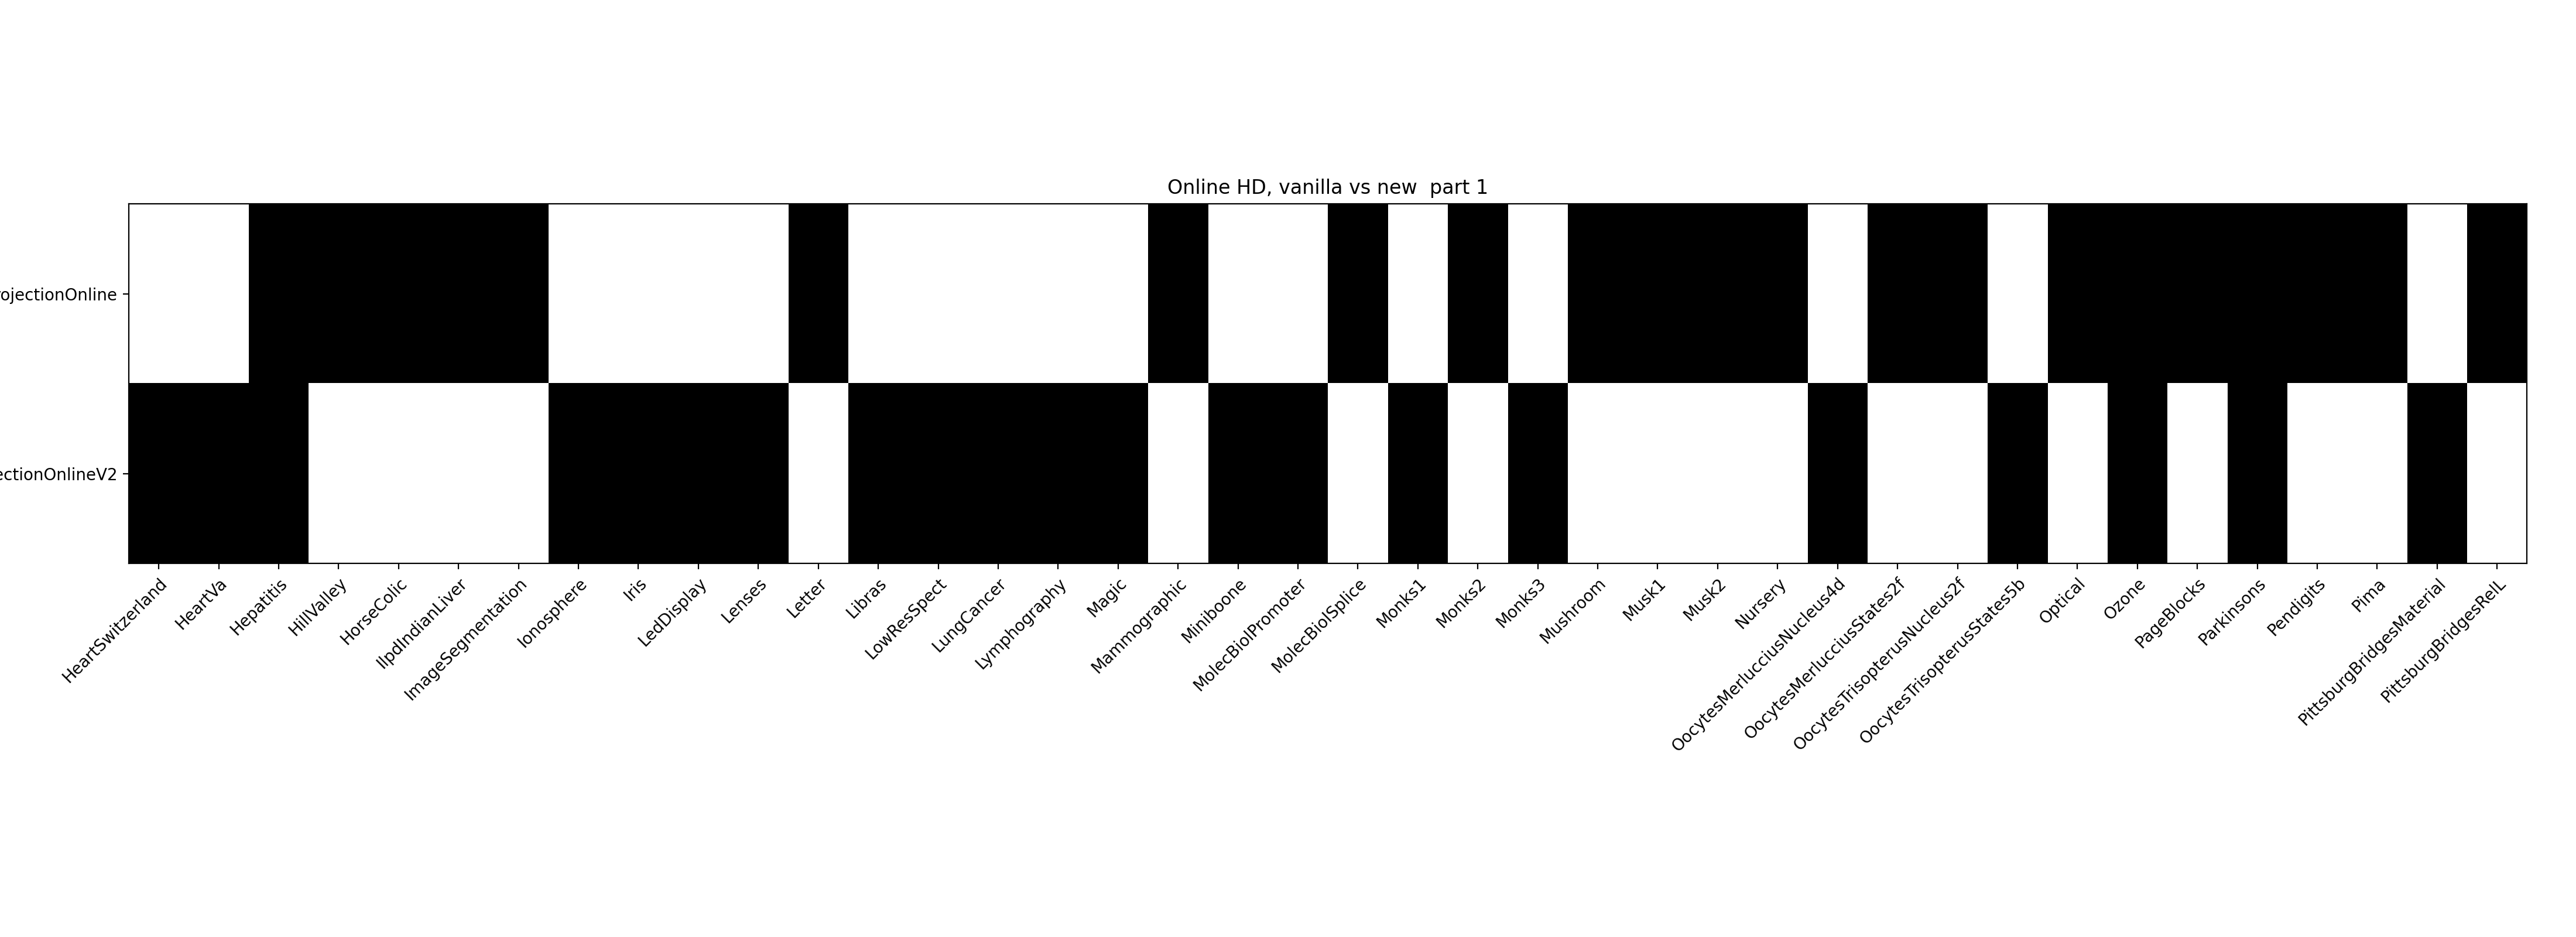 Online HD, vanilla vs new  part 1
ojectionOnline
ectionOnlineV2
HeartSwitzerland
HeartVa
Hepatitis
HillValley
HorseColic
IlpdIndianLiver
ImageSegmentation
Ionosphere
Iris
LedDisplay
Lenses
Letter
Libras
LowResSpect
LungCancer
Lymphography
Magic
Mammographic
Miniboone
MolecBiolPromoter
MolecBiolSplice
Monks1
Monks2
Monks3
Mushroom
Musk1
Musk2
Nursery
OocytesMerlucciusNucleus4d
OocytesMerlucciusStates2f
OocytesTrisopterusNucleus2f
OocytesTrisopterusStates5b
Optical
Ozone
PageBlocks
Parkinsons
Pendigits
Pima
PittsburgBridgesMaterial
PittsburgBridgesRelL